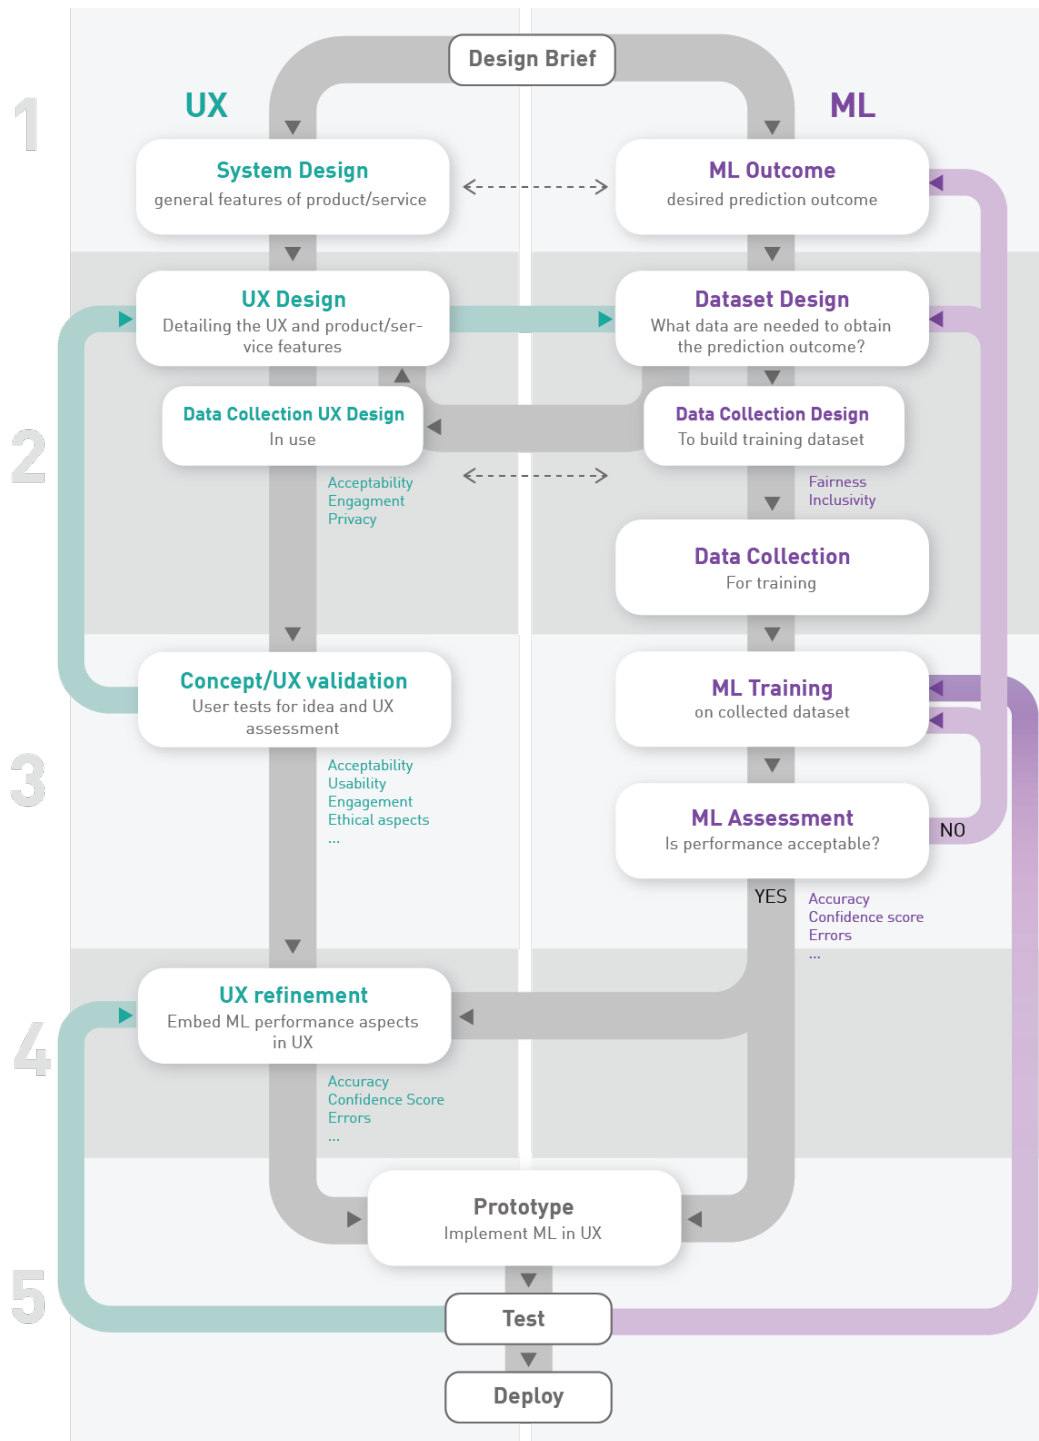 Design Brief
1
UX
ML
System Design
general features of product/service
ML Outcome
desired prediction outcome
UX Design
Detailing the UX and product/ser-
vice features
Dataset Design
What data are needed to obtain
the prediction outcome?
2
Data Collection UX Design
In use
Data Collection Design
To build training dataset
Acceptability
Engagment
Privacy
Fairness
Inclusivity
Data Collection
For training
3
Concept/UX validation
User tests for idea and UX
assessment
ML Training
on collected dataset
Acceptability
Usability
Engagement
Ethical aspects
...
ML Assessment
Is performance acceptable?
NO
YES
Accuracy
Confidence score
Errors
...
4
UX refinement
Embed ML performance aspects
in UX
Accuracy
Confidence Score
Errors
...
5
Prototype
Implement ML in UX
Test
Deploy